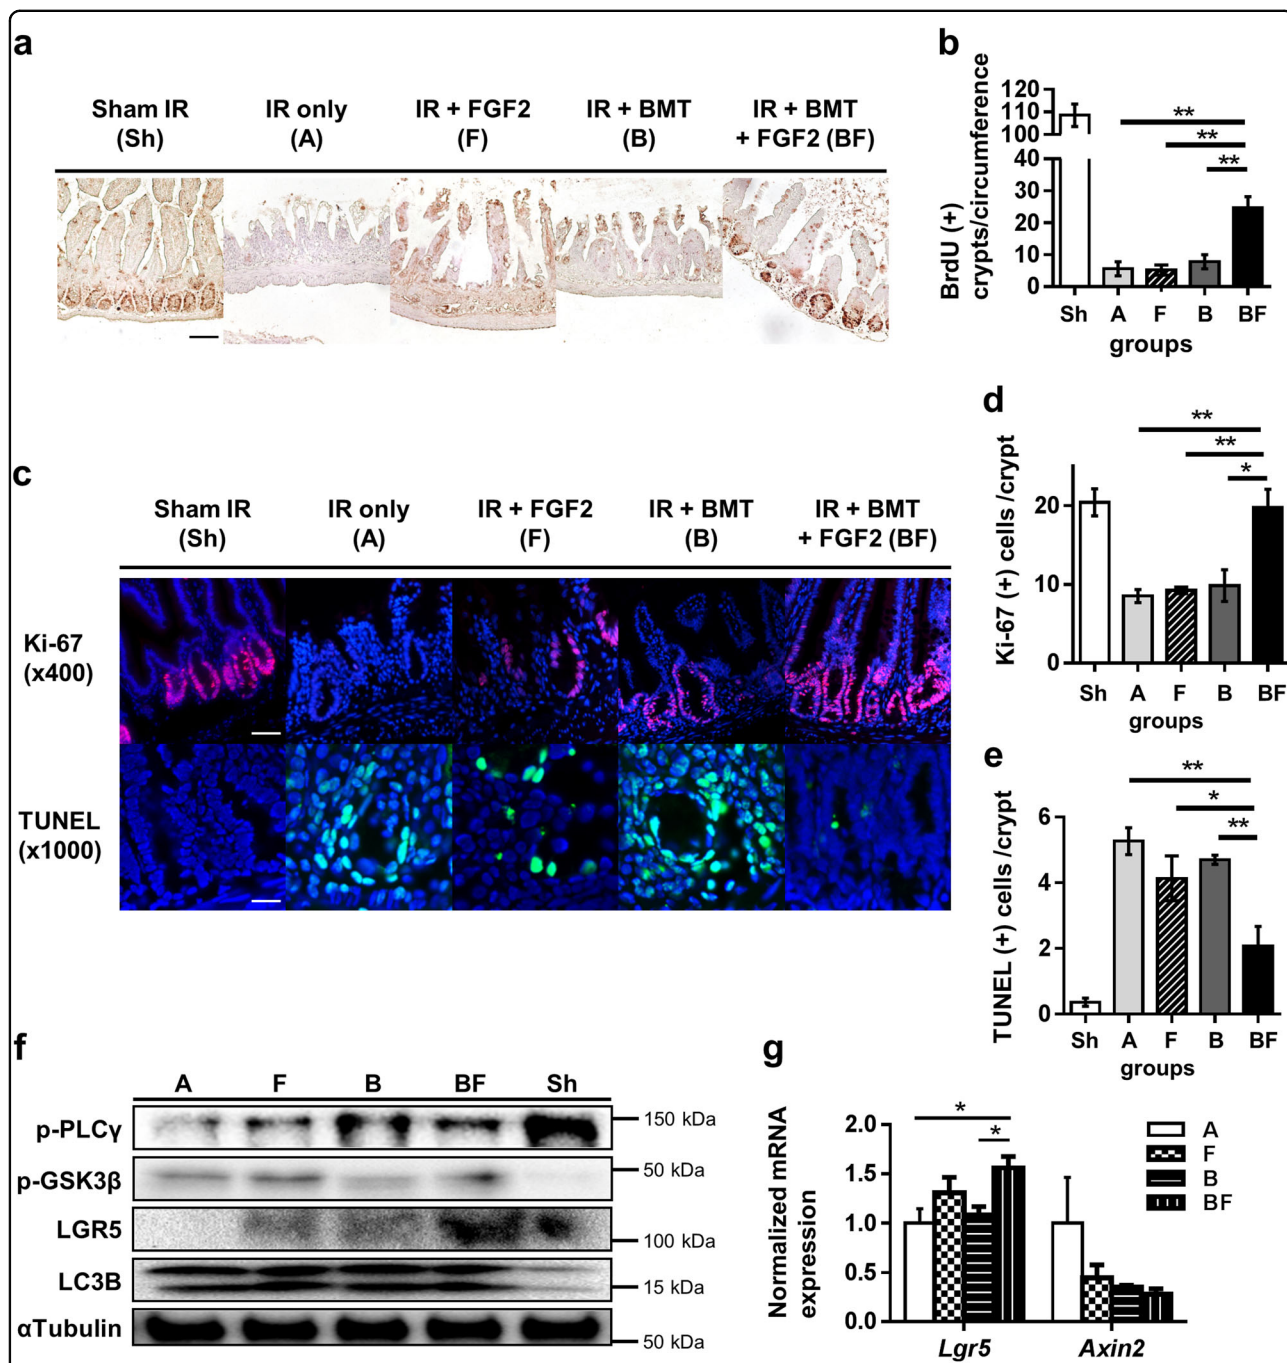 a
Sham IR IR only IR + FGF2 IR + BMT IR + BMT
(Sh) (A) (F) (B) + FGF2 (BF)
b
BrdU (+)
crypts/circumference
120
110
100
40
30
20
10
0
**
**
**
Sh A F B BF
groups
c
Sham IR IR only IR + FGF2 IR + BMT IR + BMT
(Sh) (A) (F) (B) + FGF2 (BF)
Ki-67
(x400)
TUNEL
(x1000)
d
Ki-67 (+) cells /crypt
20
10
0
**
**
*
Sh A F B BF
groups
e
TUNEL (+) cells /crypt
6
4
2
0
**
*
**
Sh A F B BF
groups
f
A F B BF Sh
p-PLCγ 150 kDa
p-GSK3β 50 kDa
LGR5 100 kDa
LC3B 15 kDa
αTubulin 50 kDa
g
Normalized mRNA
expression
2.0
1.5
1.0
0.5
0.0
*
*
A
F
B
BF
Lgr5 Axin2